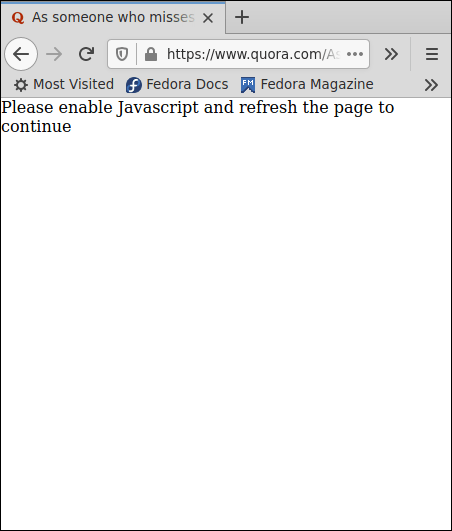 Q As someone who misses
https://www.quora.com/As
Most Visited Fedora Docs FM Fedora Magazine
Please enable Javascript and refresh the page to
continue